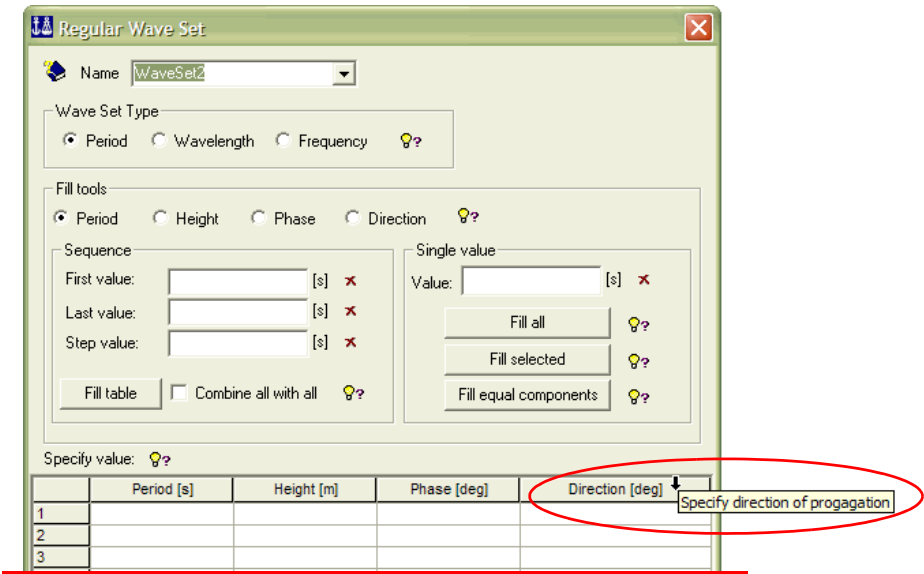 Regular Wave Set
Name WaveSet2
Wave Set Type
Period Wavelength Frequency ?
Fill tools
Period Height Phase Direction ?
Sequence Single value
First value: [s] Value: [s]
Last value: [s] Fill all ?
Step value: [s] Fill selected ?
Fill table Combine all with all ? Fill equal components ?
Specify value: ?
Period [s] Height [m] Phase [deg] Direction [deg]
Specify direction of progagation
1
2
3